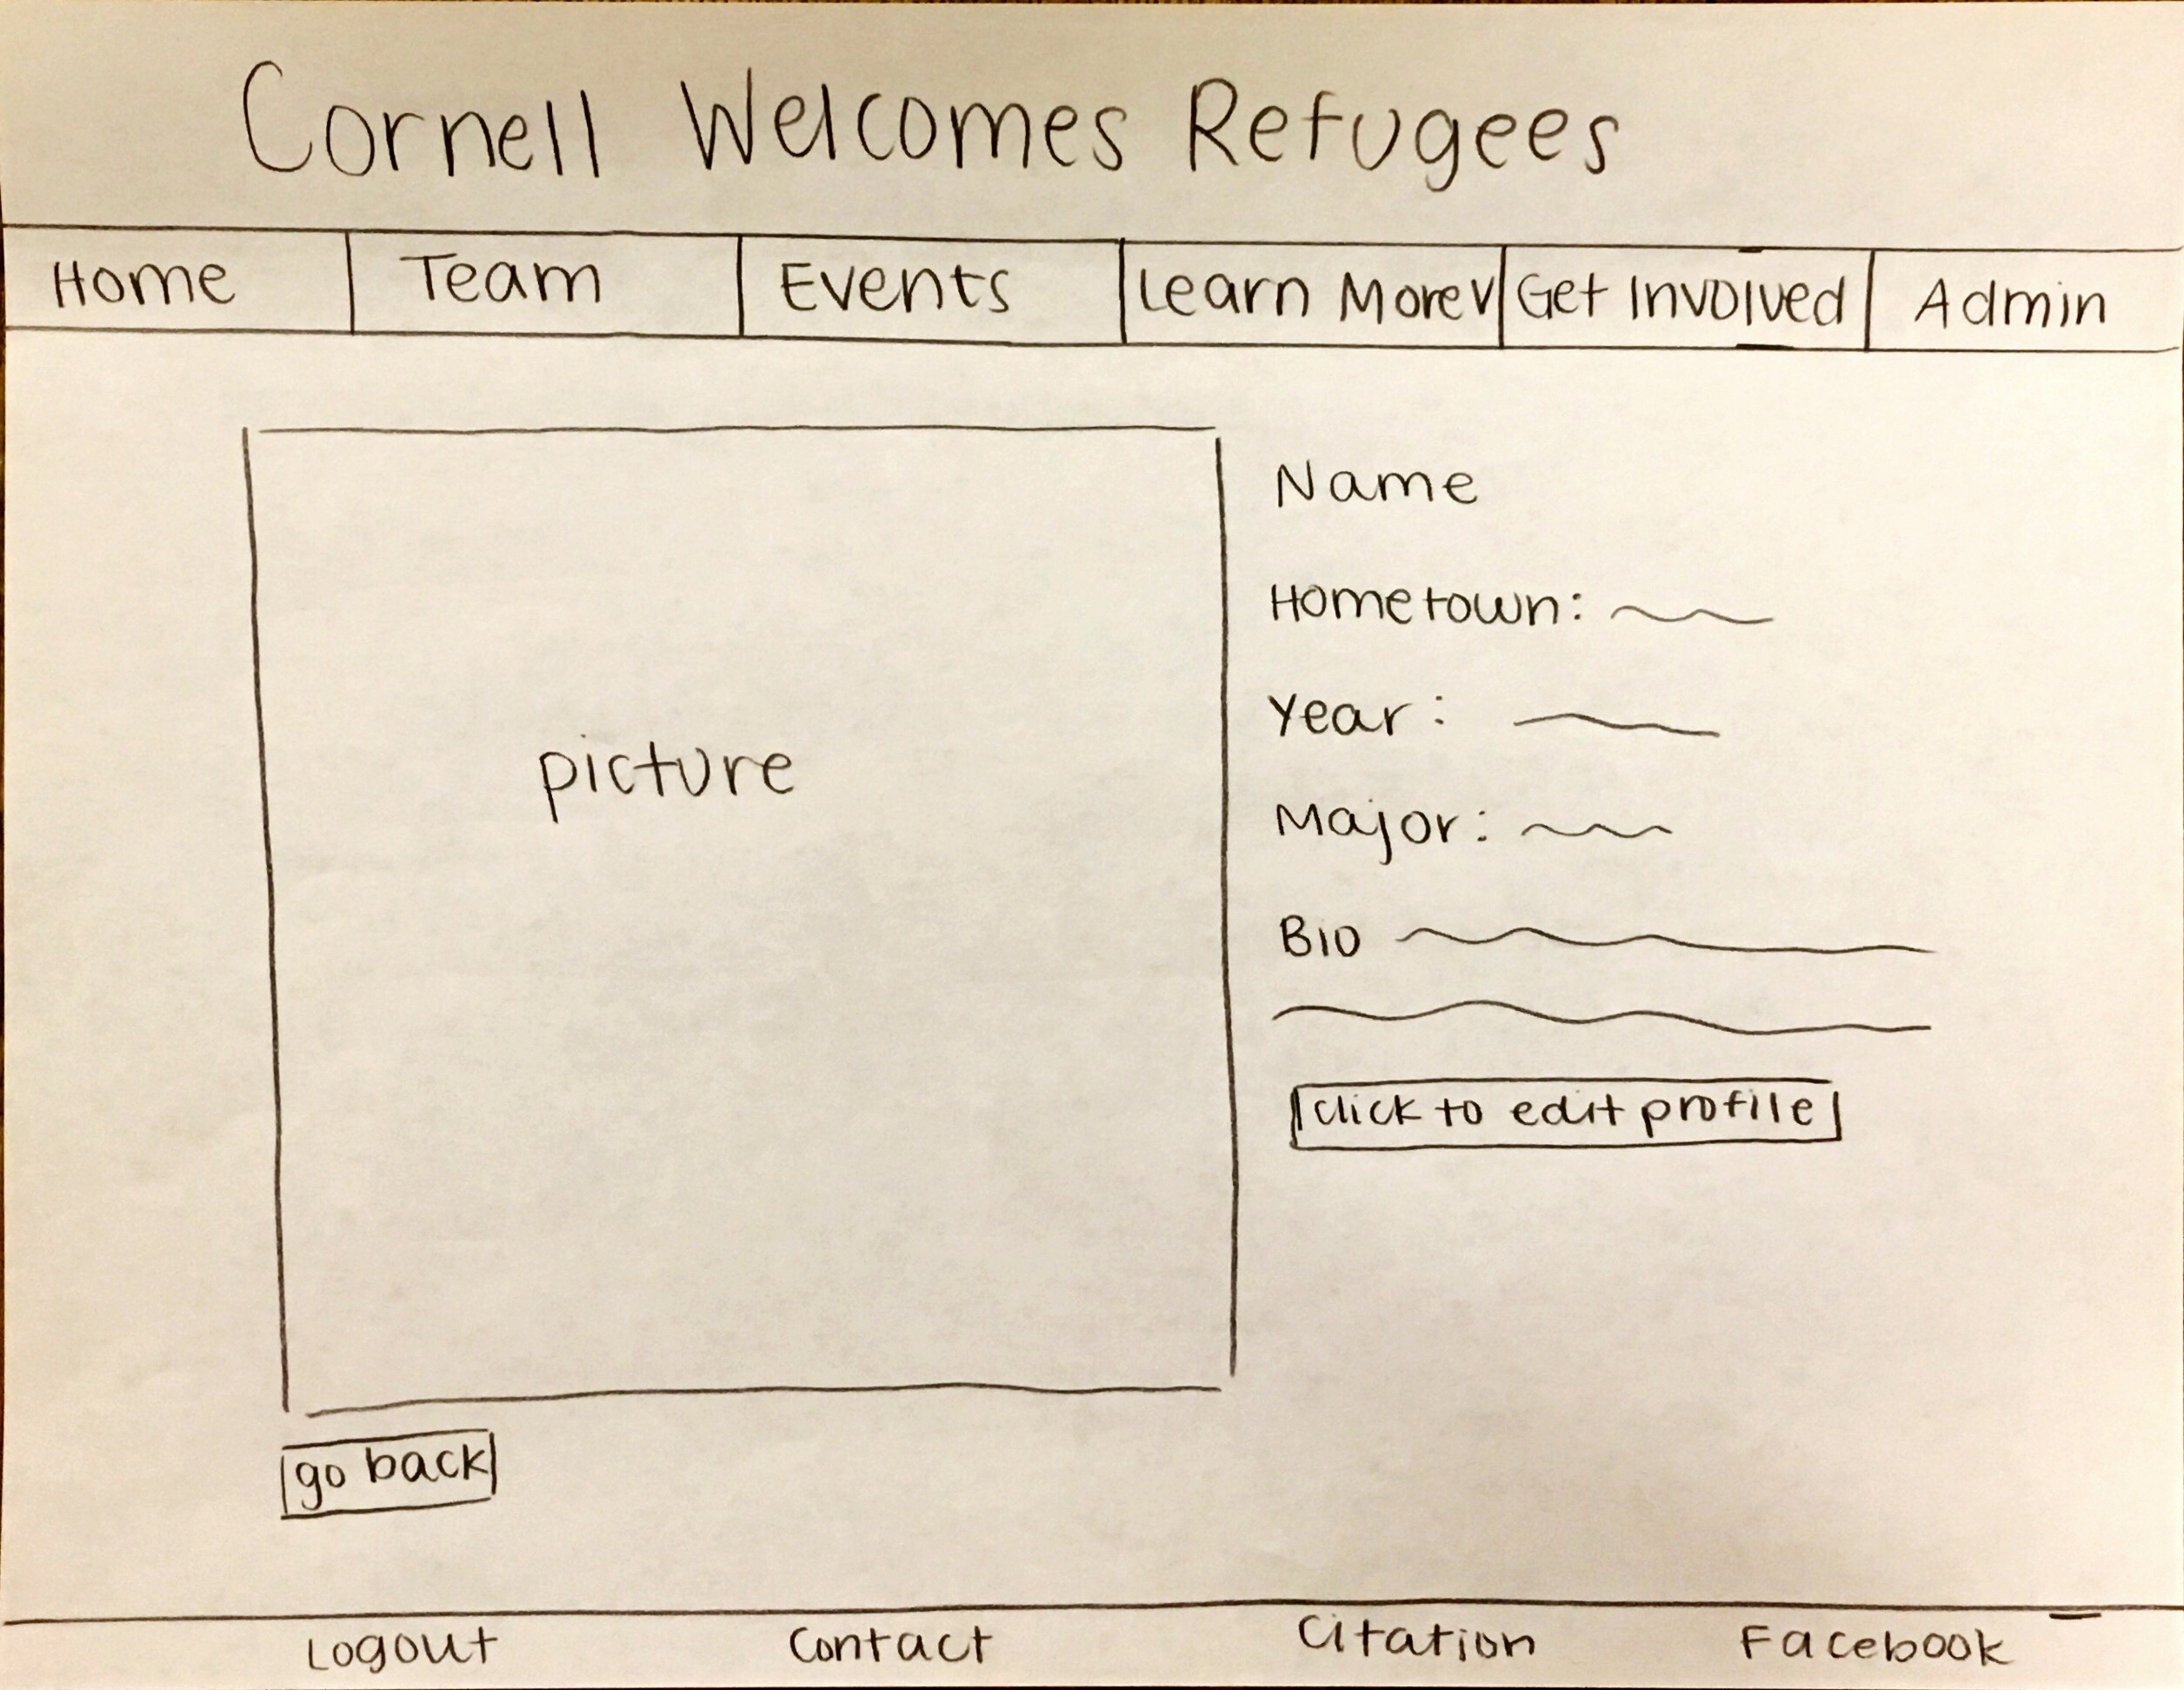 Cornell Welcomes Refugees
Home Team Events Learn More v Get Involved Admin
Name
Hometown:
Year:
Major:
picture
Bio
click to edit profile
go back
Logout Contact Citation Facebook